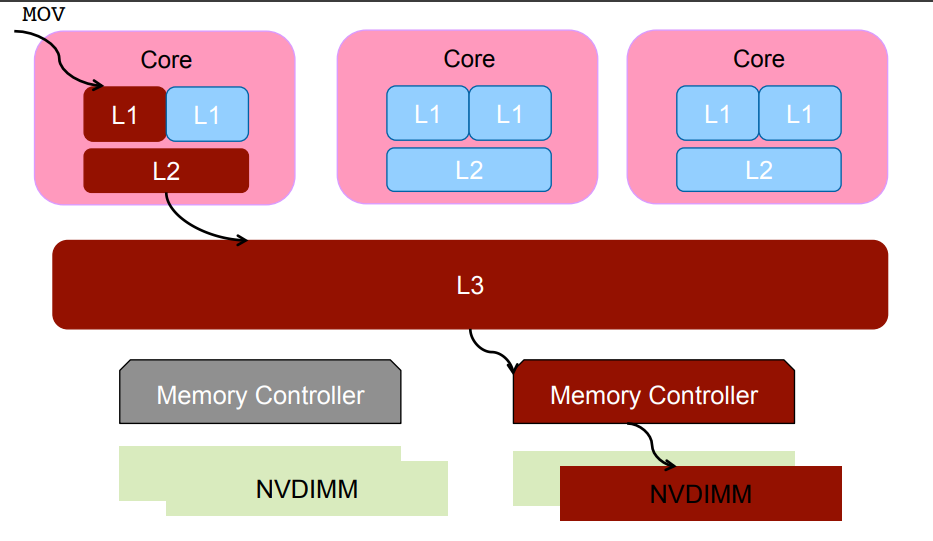 MOV
Core
Core
Core
L1 L1
L1 L1
L1 L1
L2
L2
L2
L3
Memory Controller
Memory Controller
NVDIMM
NVDIMM